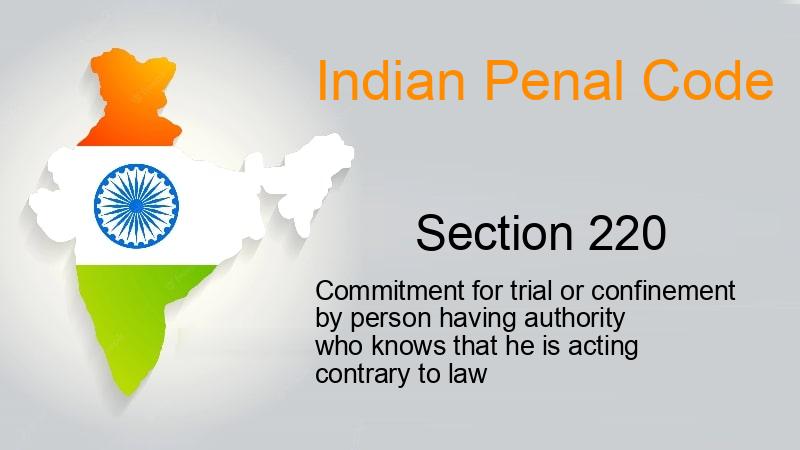 Indian Penal Code
Section 220
Commitment for trial or confinement
by person having authority
who knows that he is acting
contrary to law